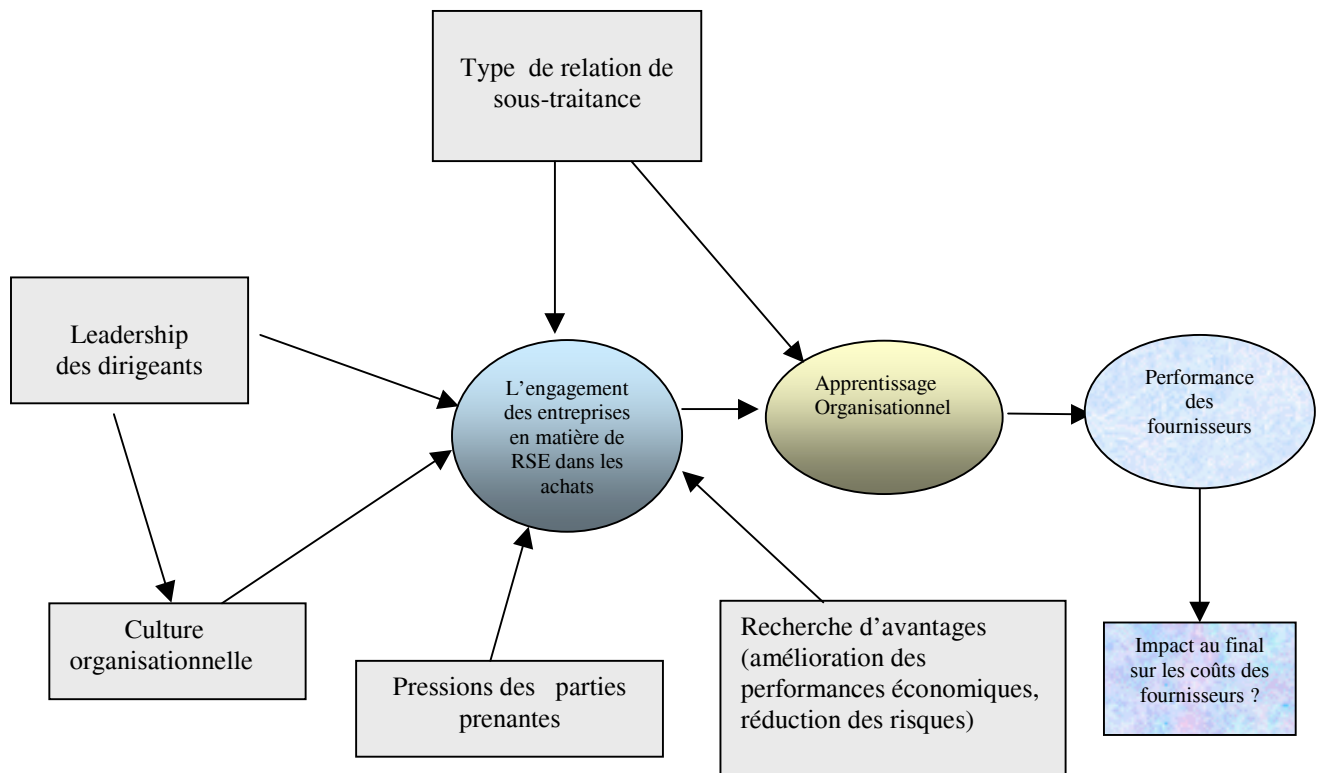 Type de relation de
sous-traitance
Leadership
des dirigeants
L'engagement
des entreprises
en matière de
RSE dans les
achats
Apprentissage
Organisationnel
Performance
des
fournisseurs
Culture
organisationnelle
Pressions des parties
prenantes
Recherche d'avantages
(amélioration des
performances économiques,
réduction des risques)
Impact au final
sur les coûts des
fournisseurs ?